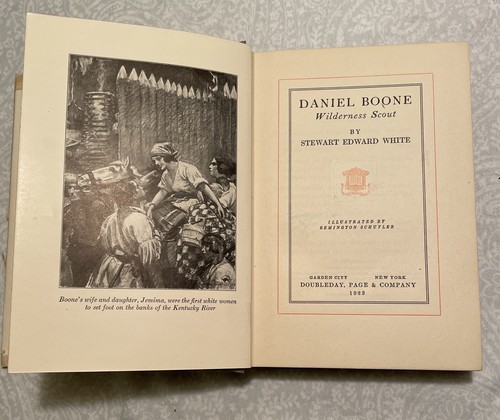 Boone's wife and daughter, Jemima, were the first white women
to set foot on the banks of the Kentucky River
DANIEL BOONE
Wilderness Scout
BY
STEWART EDWARD WHITE
ILLUSTRATED BY
REMINGTON SCHUYLER
GARDEN CITY NEW YORK
DOUBLEDAY, PAGE & COMPANY
1922